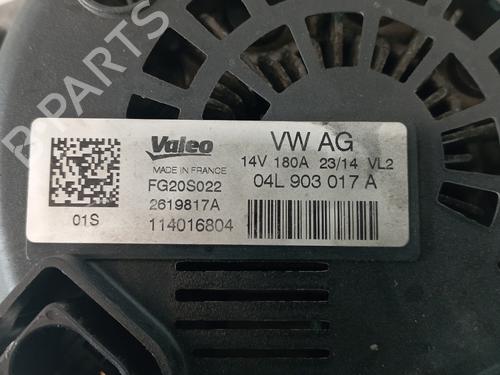 B-PARTS
Valeo
MADE IN FRANCE
FG20S022
2619817A
114016804
01S
VW AG
14V 180A 23/14 VL2
04L 903 017 A